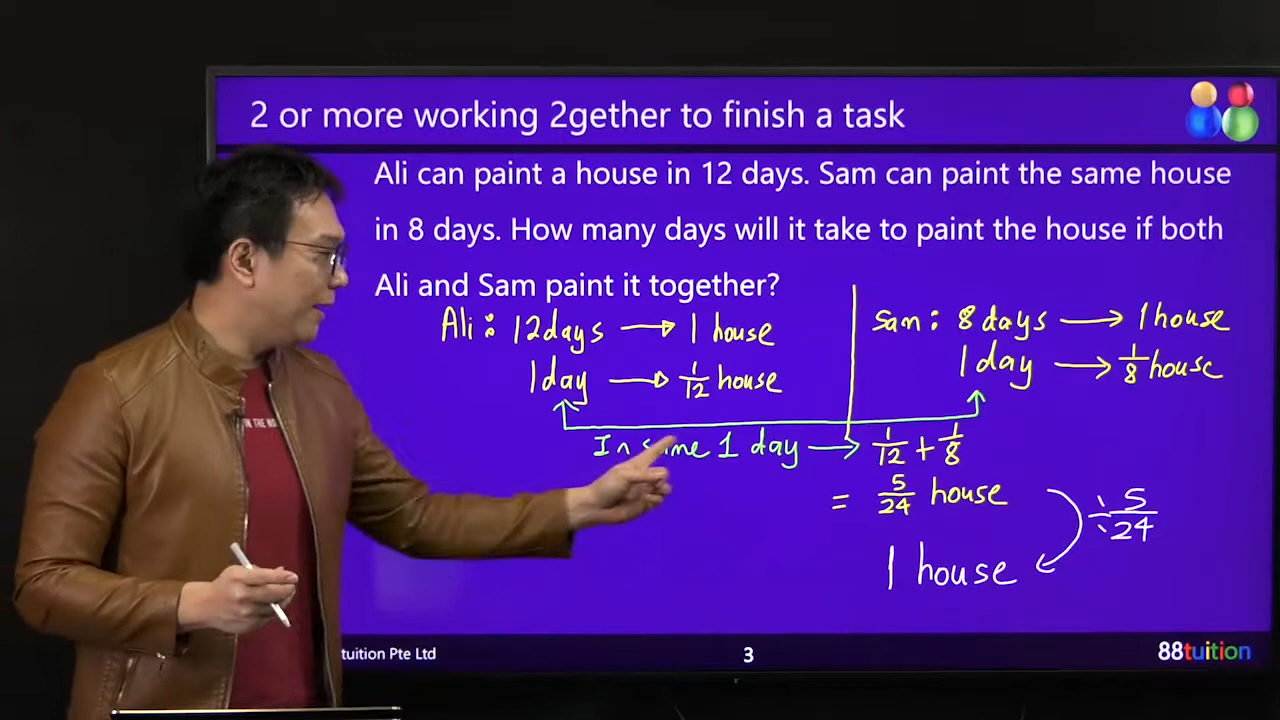 2 or more working 2gether to finish a task
Ali can paint a house in 12 days. Sam can paint the same house
in 8 days. How many days will it take to paint the house if both
Ali and Sam paint it together?
Ali : 12days → 1 house
1day → 1/12 house
Sam : 8 days → 1 house
1 day → 1/8 house
In same 1 day → 1/12 + 1/8
= 5/24 house
÷ 5/24
1 house
IN THE NO
tuition Pte Ltd
3
88tuition